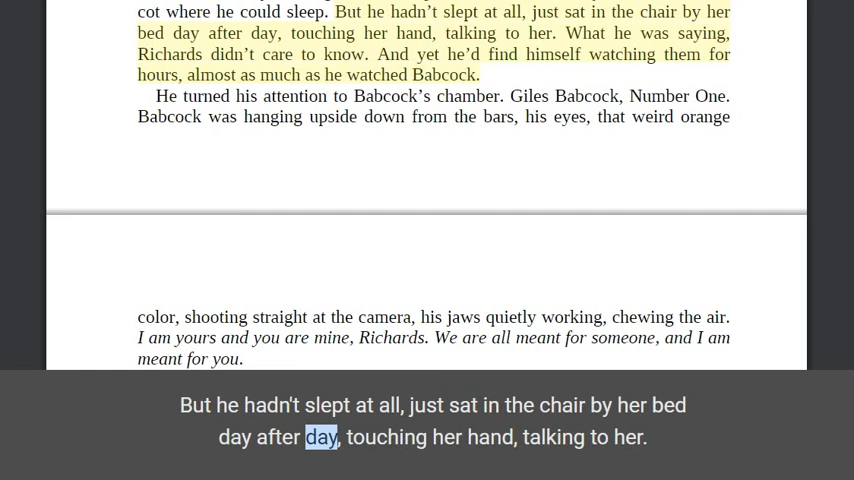 cot where he could sleep. But he hadn’t slept at all, just sat in the chair by her
bed day after day, touching her hand, talking to her. What he was saying,
Richards didn’t care to know. And yet he’d find himself watching them for
hours, almost as much as he watched Babcock.
He turned his attention to Babcock’s chamber. Giles Babcock, Number One.
Babcock was hanging upside down from the bars, his eyes, that weird orange
color, shooting straight at the camera, his jaws quietly working, chewing the air.
I am yours and you are mine, Richards. We are all meant for someone, and I am
meant for you.
But he hadn't slept at all, just sat in the chair by her bed
day after day, touching her hand, talking to her.